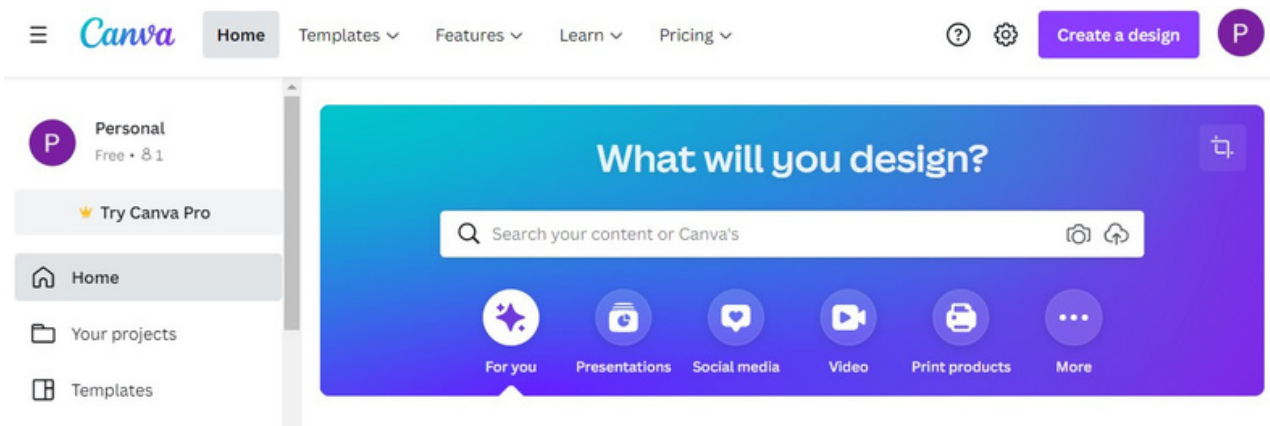 Canva
Home
Templates
Features
Learn
Pricing
?
Create a design
P
P
Personal
Free • 1
Try Canva Pro
Home
Your projects
Templates
What will you design?
Search your content or Canva's
For you
Presentations
Social media
Video
Print products
More